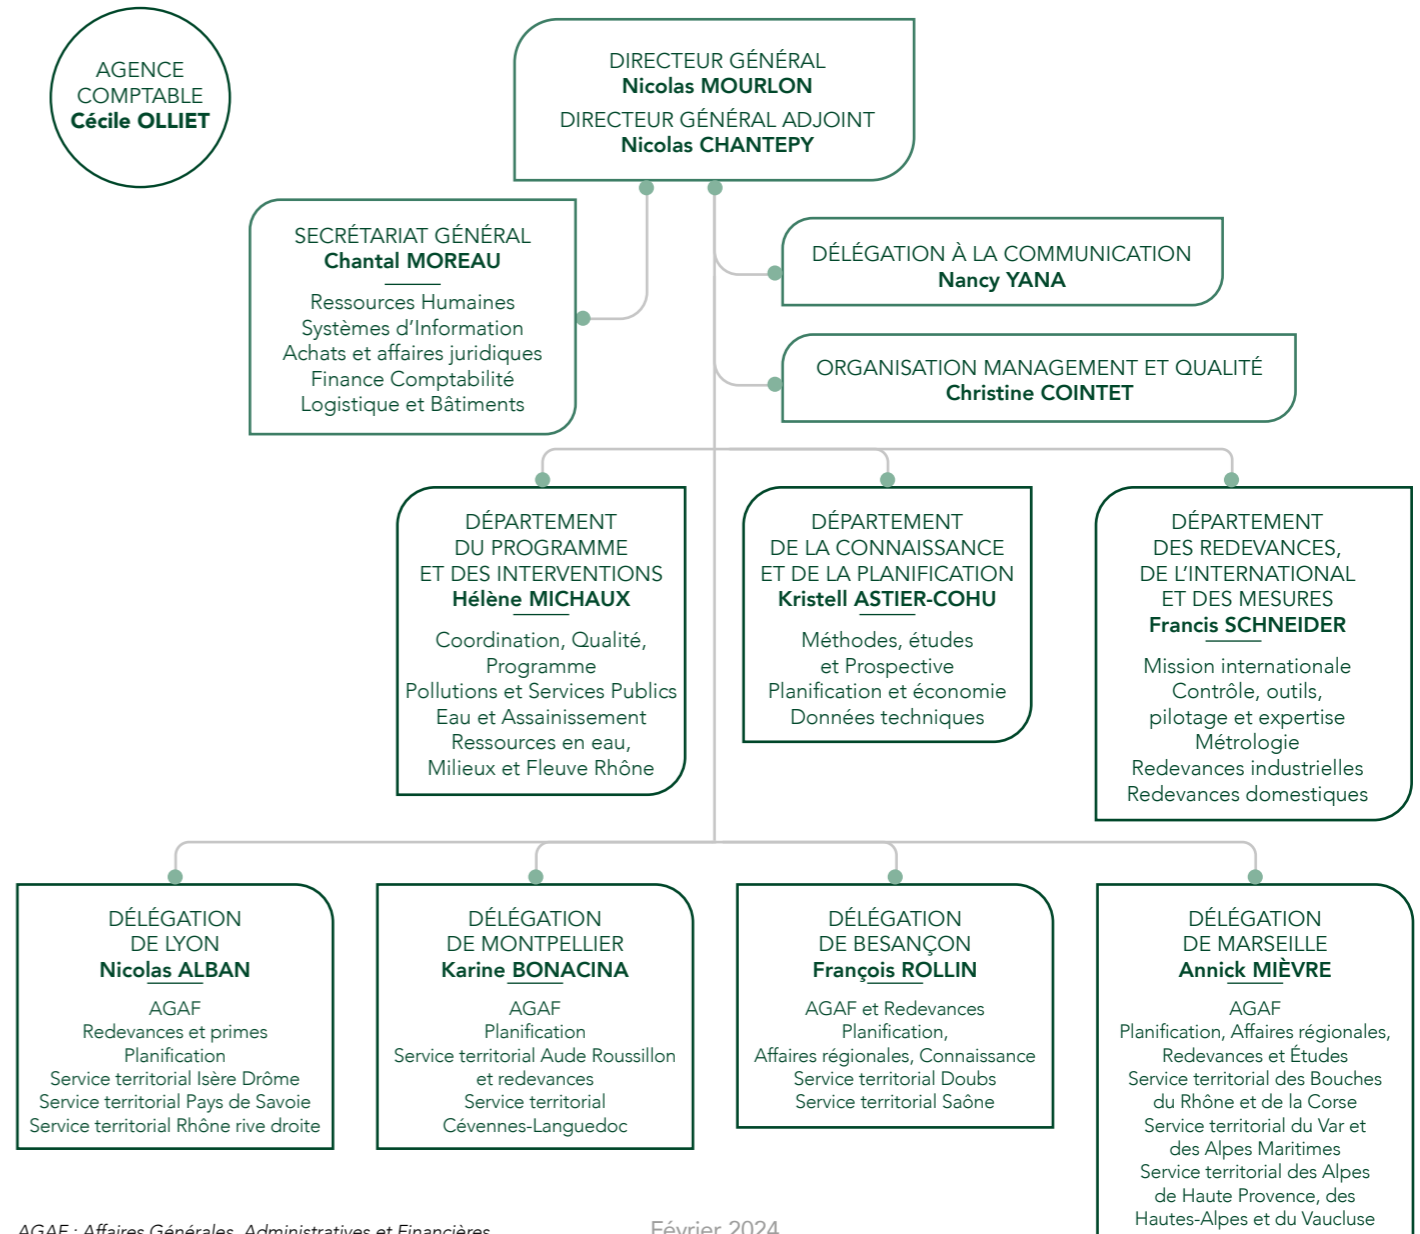 AGENCE
COMPTABLE
Cécile OLLIET
DIRECTEUR GÉNÉRAL
Nicolas MOURLON
DIRECTEUR GÉNÉRAL ADJOINT
Nicolas CHANTEPY
SECRÉTARIAT GÉNÉRAL
Chantal MOREAU
Ressources Humaines
Systèmes d’Information
Achats et affaires juridiques
Finance Comptabilité
Logistique et Bâtiments
DÉLÉGATION À LA COMMUNICATION
Nancy YANA
ORGANISATION MANAGEMENT ET QUALITÉ
Christine COINTET
DÉPARTEMENT
DU PROGRAMME
ET DES INTERVENTIONS
Hélène MICHAUX
Coordination, Qualité,
Programme
Pollutions et Services Publics
Eau et Assainissement
Ressources en eau,
Milieux et Fleuve Rhône
DÉPARTEMENT
DE LA CONNAISSANCE
ET DE LA PLANIFICATION
Kristell ASTIER-COHU
Méthodes, études
et Prospective
Planification et économie
Données techniques
DÉPARTEMENT
DES REDEVANCES,
DE L’INTERNATIONAL
ET DES MESURES
Francis SCHNEIDER
Mission internationale
Contrôle, outils,
pilotage et expertise
Métrologie
Redevances industrielles
Redevances domestiques
DÉLÉGATION
DE LYON
Nicolas ALBAN
AGAF
Redevances et primes
Planification
Service territorial Isère Drôme
Service territorial Pays de Savoie
Service territorial Rhône rive droite
DÉLÉGATION
DE MONTPELLIER
Karine BONACINA
AGAF
Planification
Service territorial Aude Roussillon
et redevances
Service territorial
Cévennes-Languedoc
DÉLÉGATION
DE BESANÇON
François ROLLIN
AGAF et Redevances
Planification,
Affaires régionales, Connaissance
Service territorial Doubs
Service territorial Saône
DÉLÉGATION
DE MARSEILLE
Annick MIÈVRE
AGAF
Planification, Affaires régionales,
Redevances et Études
Service territorial des Bouches
du Rhône et de la Corse
Service territorial du Var et
des Alpes Maritimes
Service territorial des Alpes
de Haute Provence, des
Hautes-Alpes et du Vaucluse
AGAF : Affaires Générales, Administratives et Financières
Février 2024